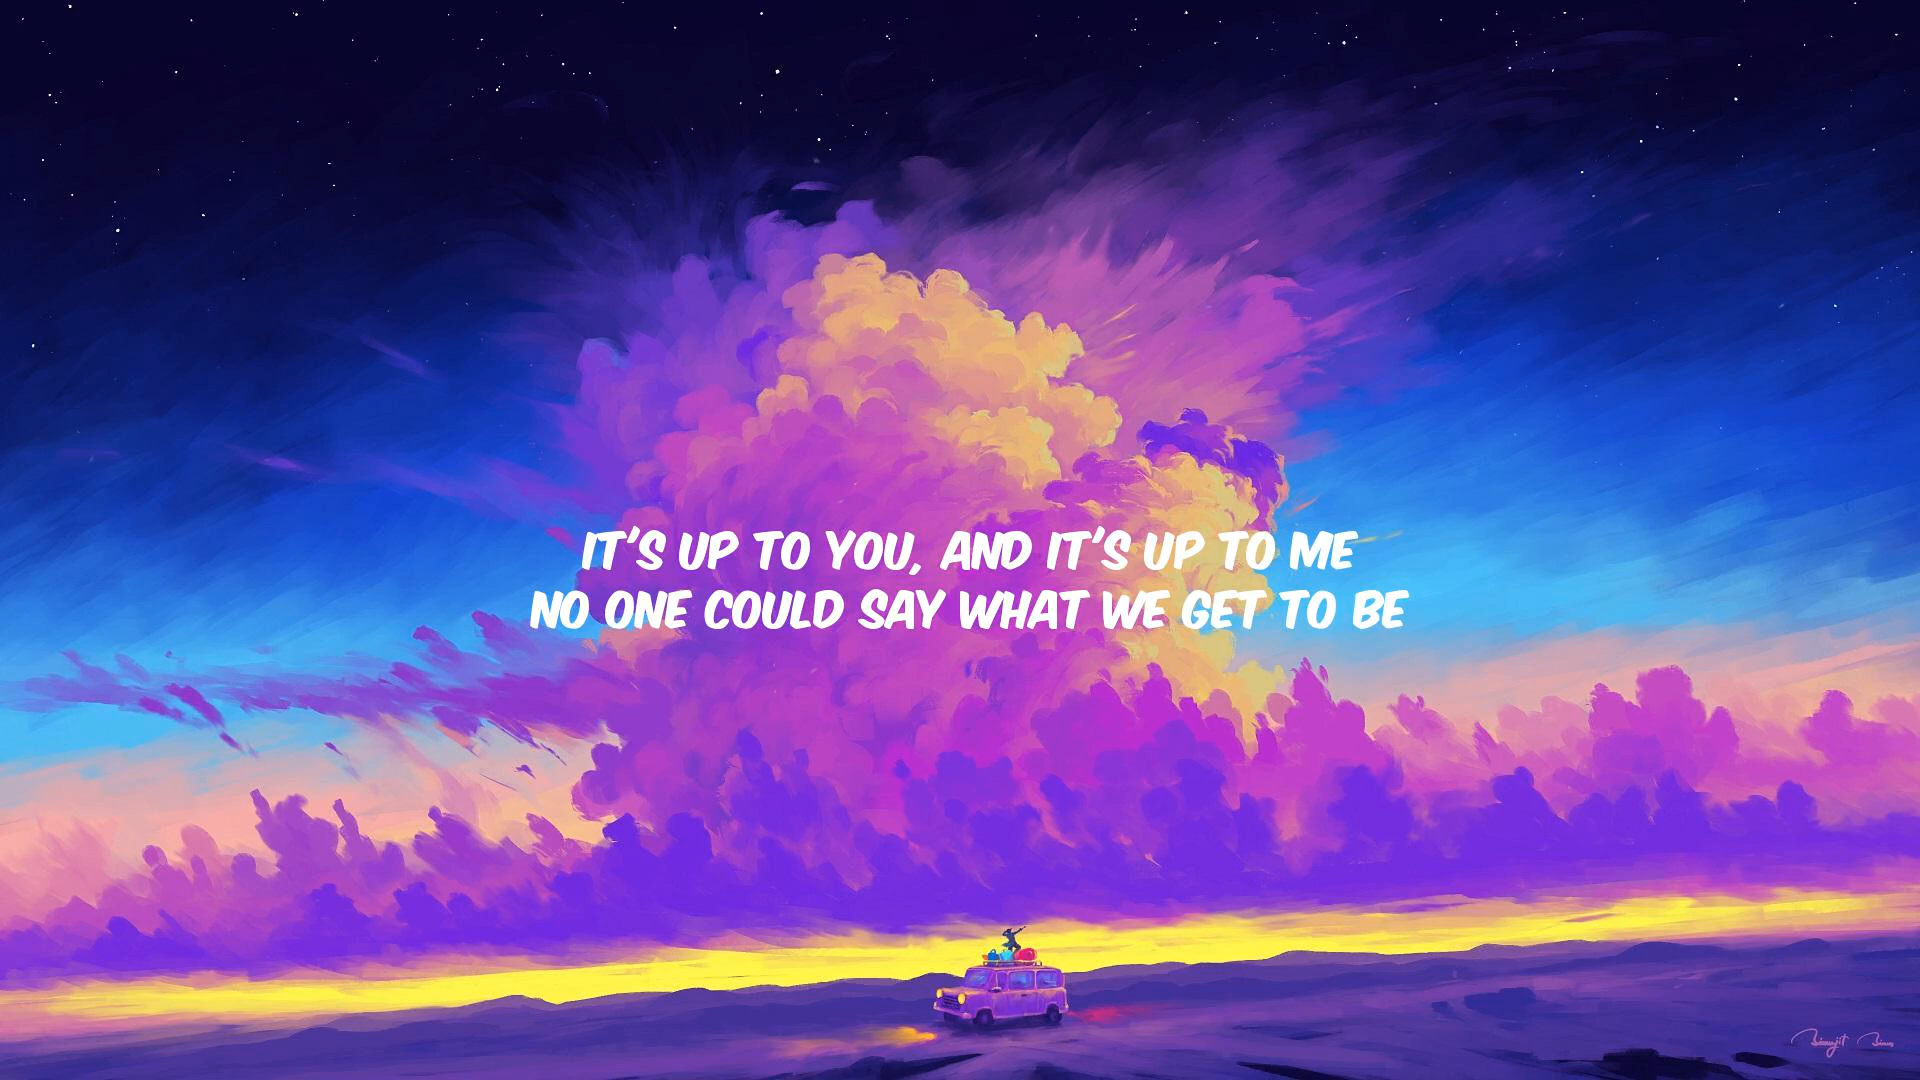 IT'S UP TO YOU, AND IT'S UP TO ME
NO ONE COULD SAY WHAT WE GET TO BE